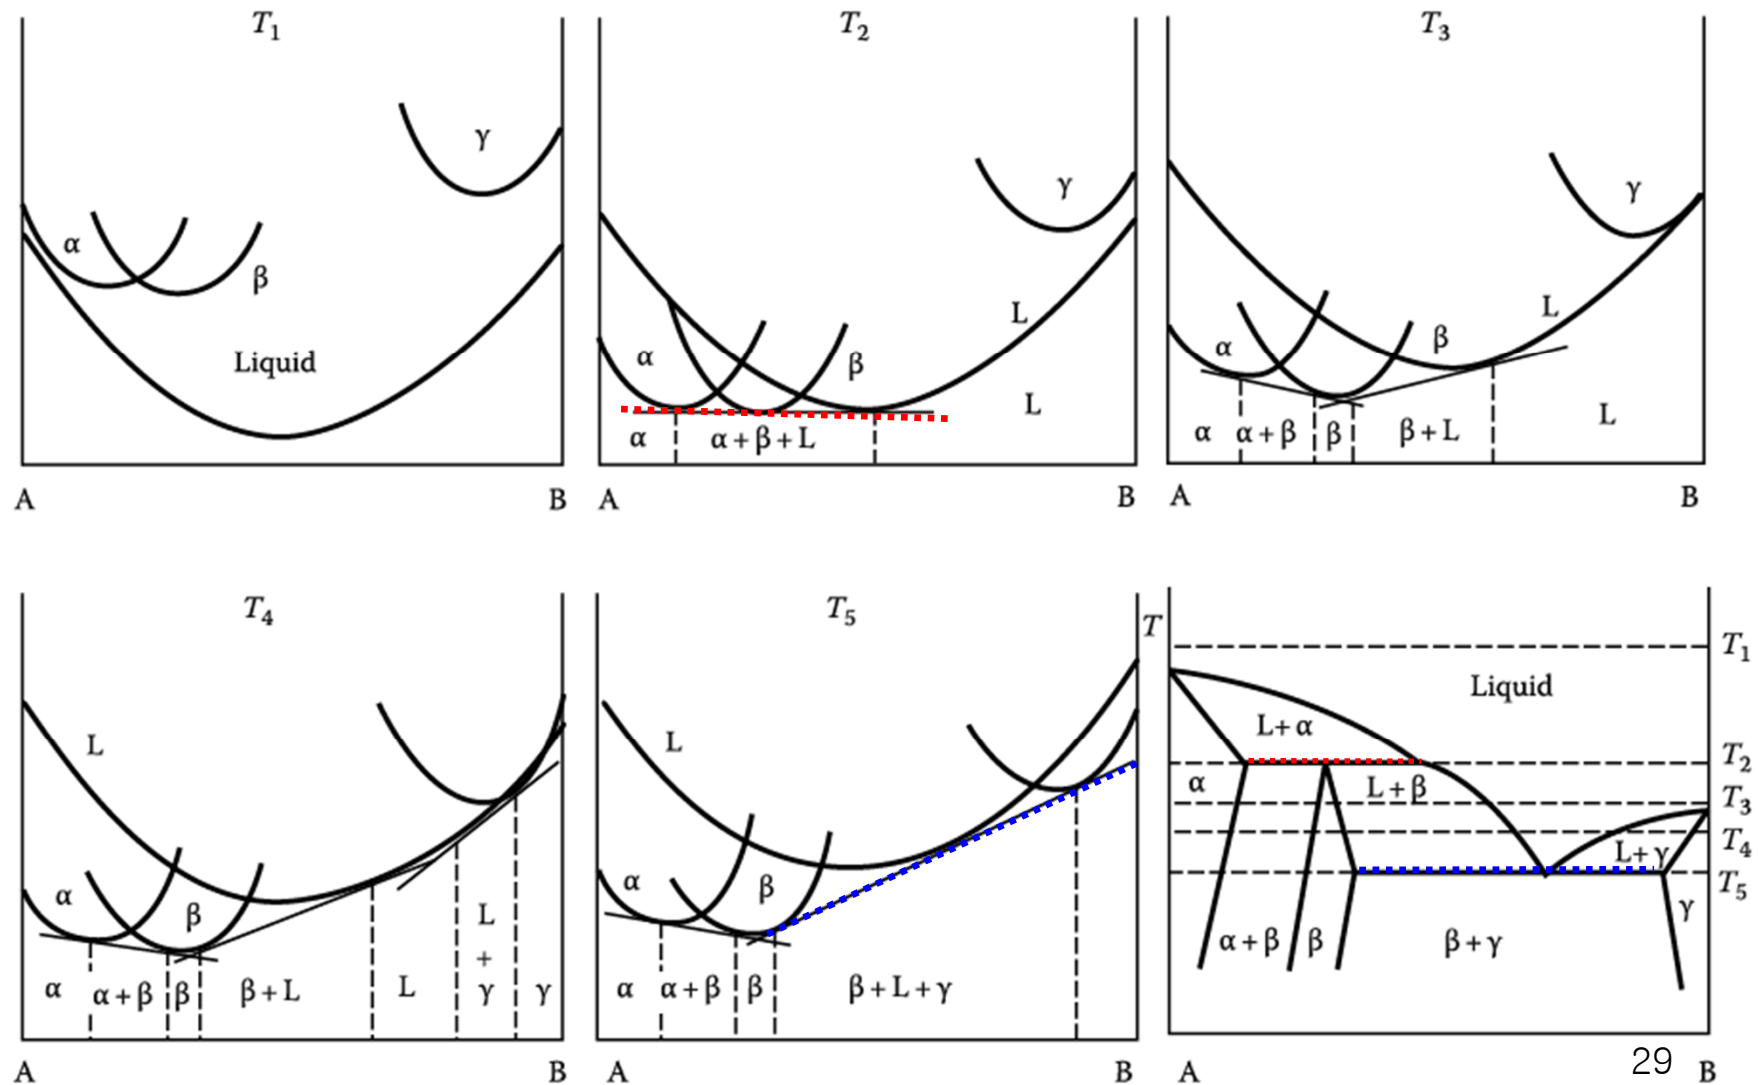 T₁
γ
α
β
Liquid
A B
T₂
γ
L
α
β
L
α α + β + L
A B
T₃
γ
L
β
α
L
α α + β β β + L
A B
T₄
L
α
β
L
+
γ
α α + β β β + L L γ
A B
T₅
L
α
β
α α + β β β + L + γ
A B
T
T₁
Liquid
L + α
T₂
α L + β
T₃
T₄
L + γ
T₅
γ
α + β β β + γ
29
A B